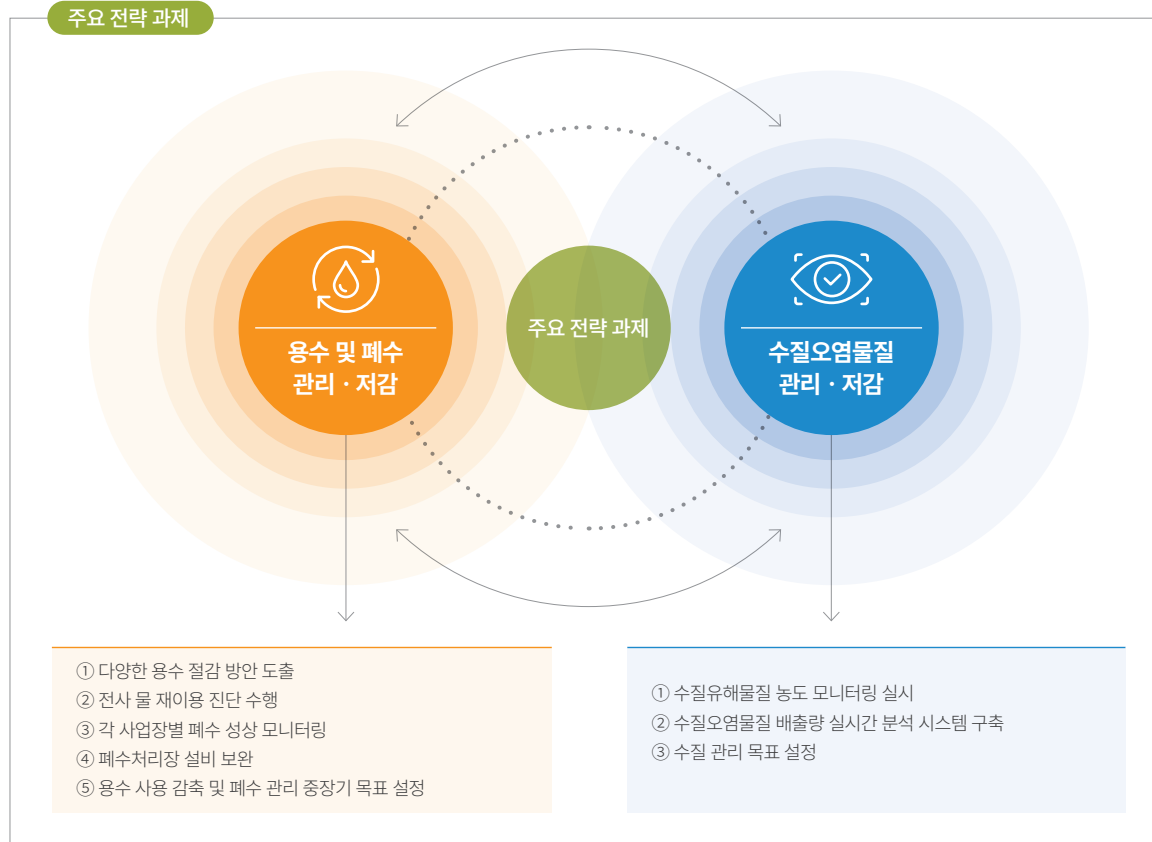 주요 전략 과제
용수 및 폐수
관리 · 저감
주요 전략 과제
수질오염물질
관리 · 저감
① 다양한 용수 절감 방안 도출
② 전사 물 재이용 진단 수행
③ 각 사업장별 폐수 성상 모니터링
④ 폐수처리장 설비 보완
⑤ 용수 사용 감축 및 폐수 관리 중장기 목표 설정
① 수질유해물질 농도 모니터링 실시
② 수질오염물질 배출량 실시간 분석 시스템 구축
③ 수질 관리 목표 설정